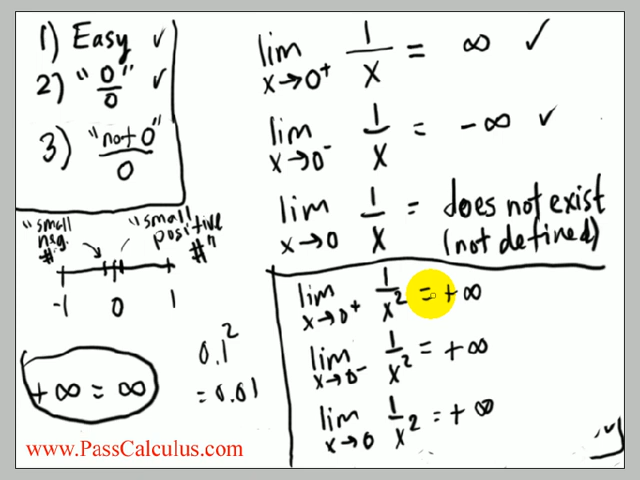 1) Easy ✓
2) "0/0" ✓
3) "not 0"/0
lim x→0⁺ 1/x = ∞ ✓
lim x→0⁻ 1/x = -∞ ✓
lim x→0 1/x = does not exist
(not defined)
"small neg. #"
"small positive #"
-1 0 1
+∞ = ∞
0.1²
= 0.01
lim x→0⁺ 1/x² = +∞
lim x→0⁻ 1/x² = +∞
lim x→0 1/x² = +∞
www.PassCalculus.com